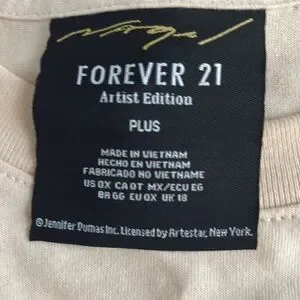 FOREVER 21
Artist Edition
PLUS
MADE IN VIETNAM
HECHO EN VIETNAM
FABRICADO NO VIETNAME
US 0X CA 0T MX/ECU EG
BR GG EU 0X UK 18
©Jennifer Dumas Inc. Licensed by Artestar, New York.